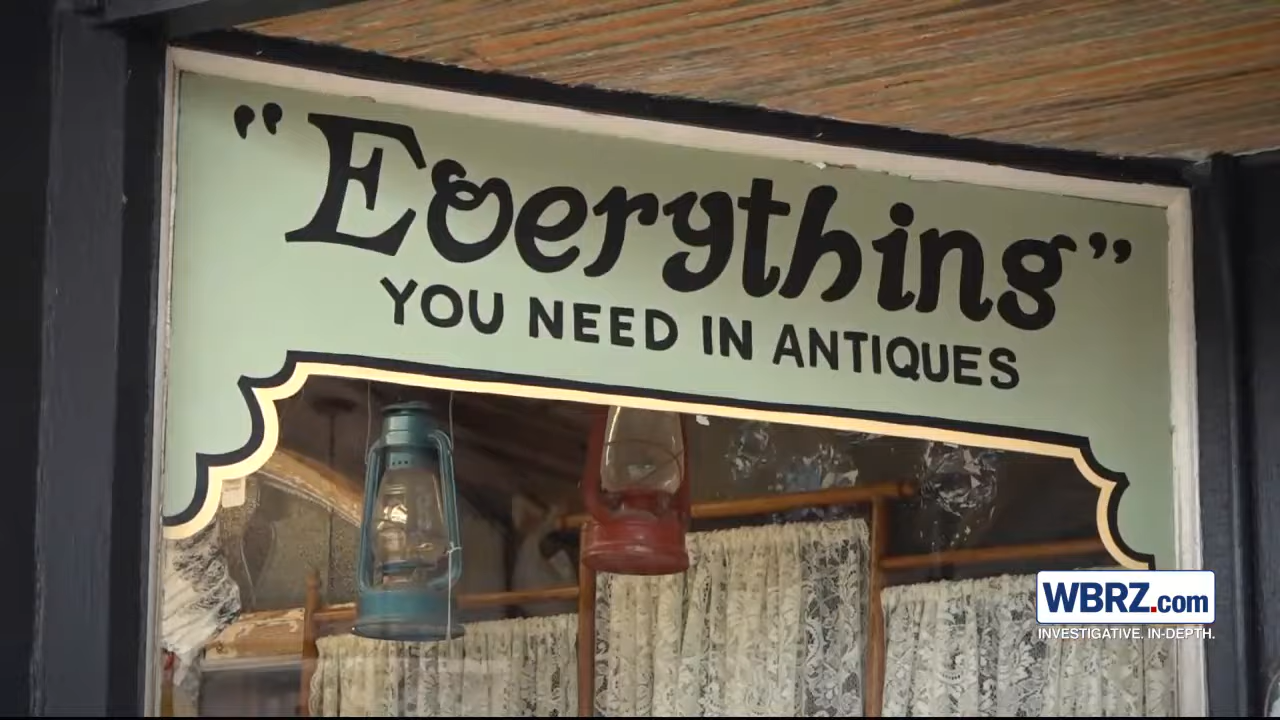 "Everything"
YOU NEED IN ANTIQUES
WBRZ.com
INVESTIGATIVE. IN-DEPTH.